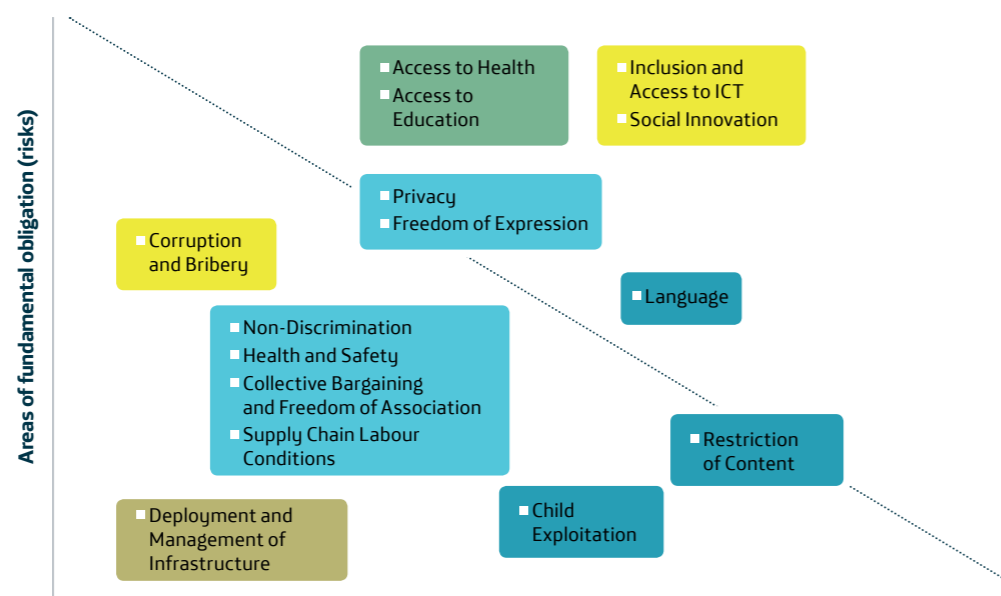 Areas of fundamental obligation (risks)
Access to Health
Access to
Education
Inclusion and
Access to ICT
Social Innovation
Privacy
Freedom of Expression
Corruption
and Bribery
Language
Non-Discrimination
Health and Safety
Collective Bargaining
and Freedom of Association
Supply Chain Labour
Conditions
Restriction
of Content
Deployment and
Management of
Infrastructure
Child
Exploitation